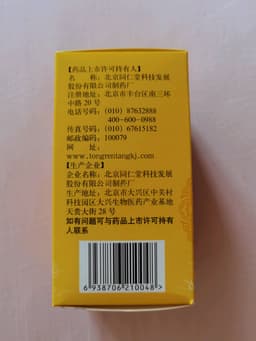 【药品上市许可持有人】
名 称：北京同仁堂科技发展
股份有限公司制药厂
注册地址：北京市丰台区南三环
中路20号
电话号码：（010）87632888
400-600-0988
传真号码：（010）67615182
邮政编码：100079
网 址：
www.tongrentangkj.com
【生产企业】
企业名称：北京同仁堂科技发展
股份有限公司制药厂
生产地址：北京市大兴区中关村
科技园区大兴生物医药产业基地
天贵大街28号
如有问题可与药品上市许可持有
人联系
6 938706 210048 >